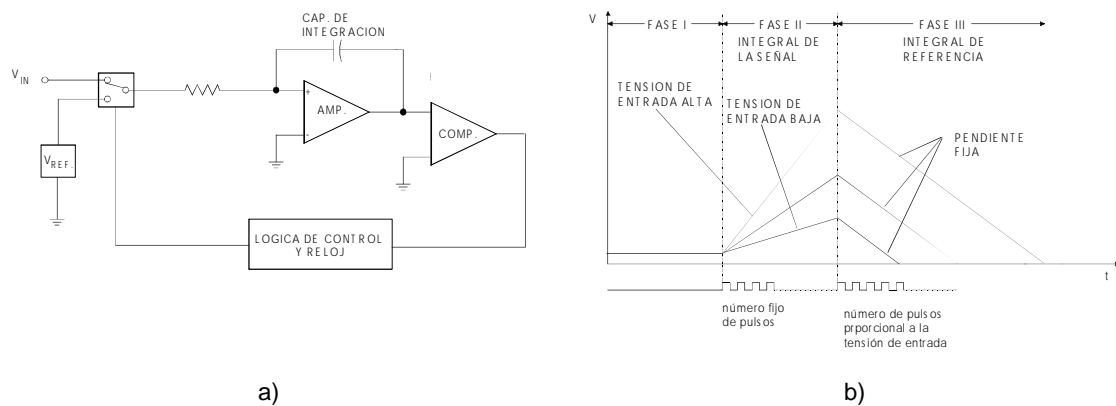 CAP. DE
INTEGRACION
V IN
+
AMP.
-
COMP.
V REF.
LOGICA DE CONTROL
Y RELOJ
a)
V
FASE I
FASE II
FASE III
INTEGRAL DE
LA SEÑAL
INTEGRAL DE
REFERENCIA
TENSION DE
ENTRADA ALTA
TENSION DE
ENTRADA BAJA
PENDIENTE
FIJA
t
número fijo
de pulsos
número de pulsos
prporcional a la
tensión de entrada
b)